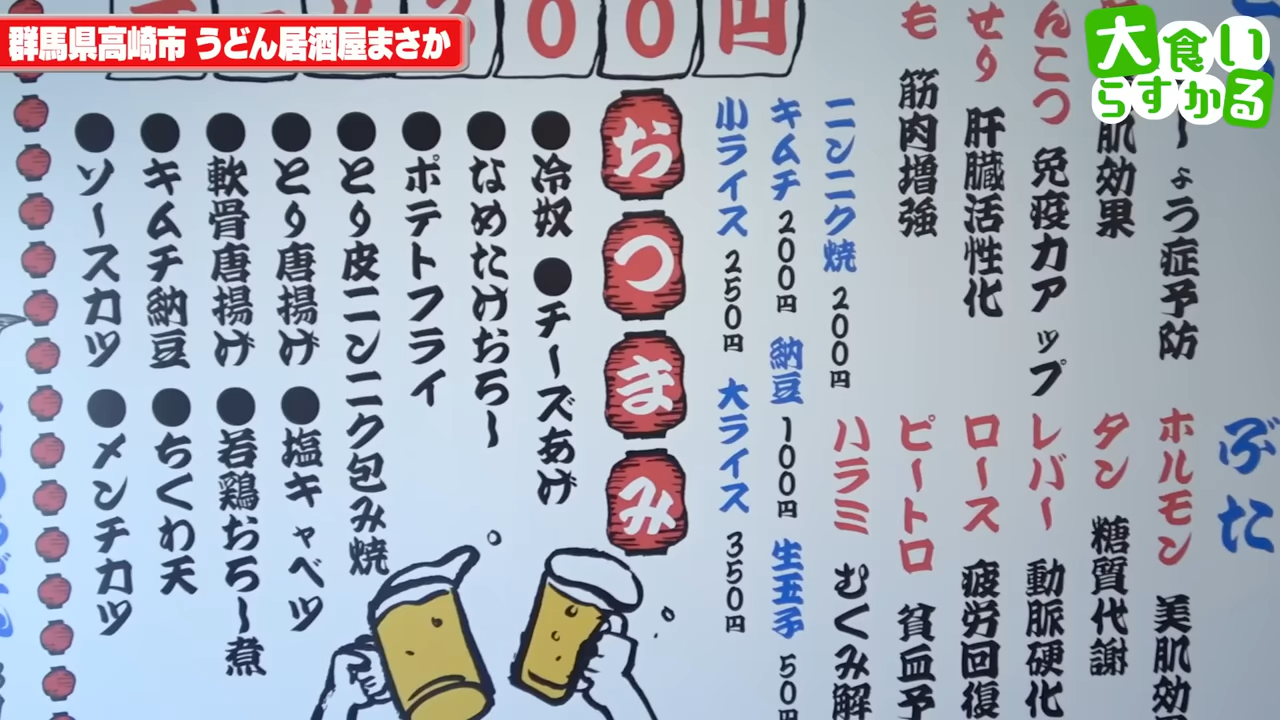 群馬県高崎市 うどん居酒屋まさか
大食い
らすかる
００円
ぶた
ょう症予防
ホルモン 美肌効
肌効果
タン 糖質代謝
んこつ 免疫力アップ
レバー 動脈硬化
せり 肝臓活性化
ロース 疲労回復
も 筋肉増強
ピートロ 貧血予
ニンニク焼 200円
ハラミ むくみ解
キムチ 200円 納豆 100円 生玉子 50円
小ライス 250円 大ライス 350円
おつまみ
●冷奴 ●チーズあげ
●なめたけおろし
●ポテトフライ
●とり皮ニンニク包み焼
●とり唐揚げ ●塩キャベツ
●軟骨唐揚げ ●若鶏おろし煮
●キムチ納豆 ●ちくわ天
●ソースカツ ●メンチカツ